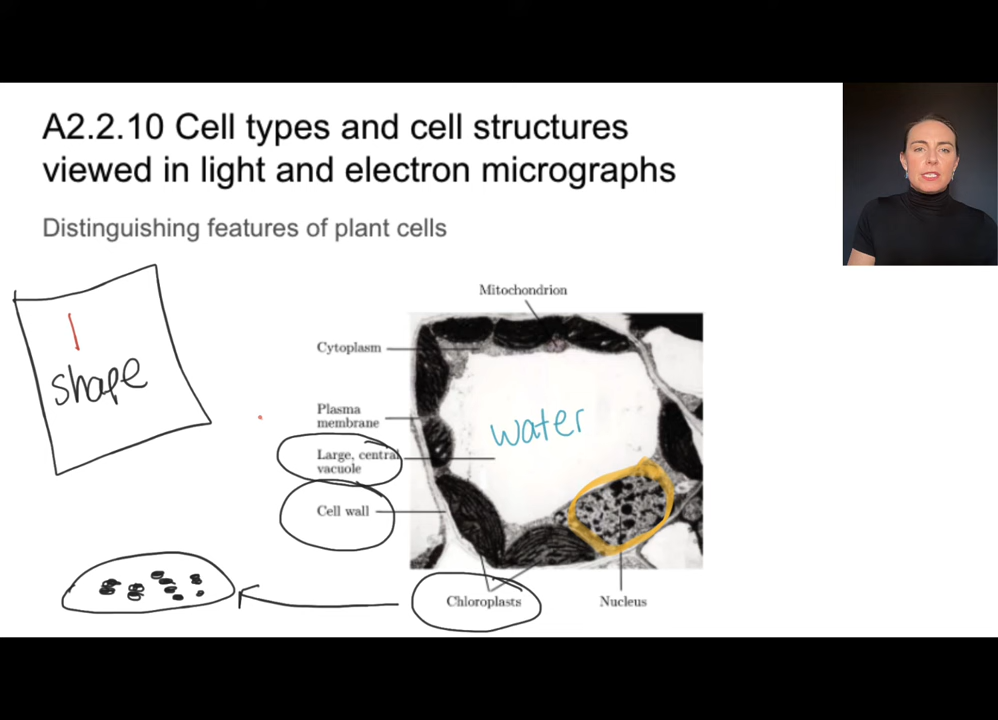 A2.2.10 Cell types and cell structures
viewed in light and electron micrographs
Distinguishing features of plant cells
shape
Mitochondrion
Cytoplasm
Plasma
membrane
Large, central
vacuole
Cell wall
water
Chloroplasts
Nucleus